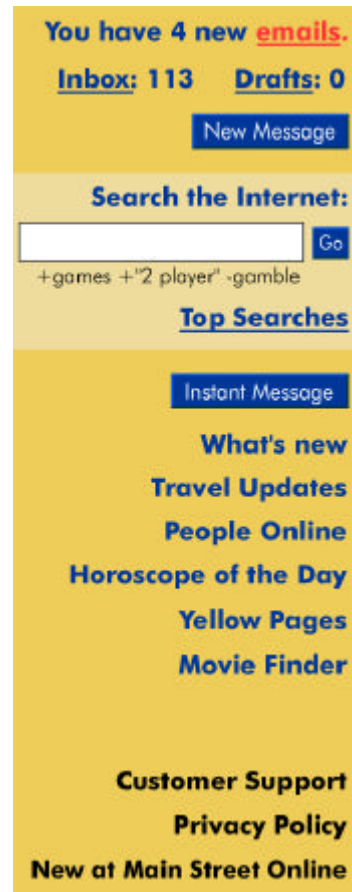 You have 4 new emails.
Inbox: 113 Drafts: 0
New Message
Search the Internet:
Go
+games +"2 player" -gamble
Top Searches
Instant Message
What's new
Travel Updates
People Online
Horoscope of the Day
Yellow Pages
Movie Finder
Customer Support
Privacy Policy
New at Main Street Online